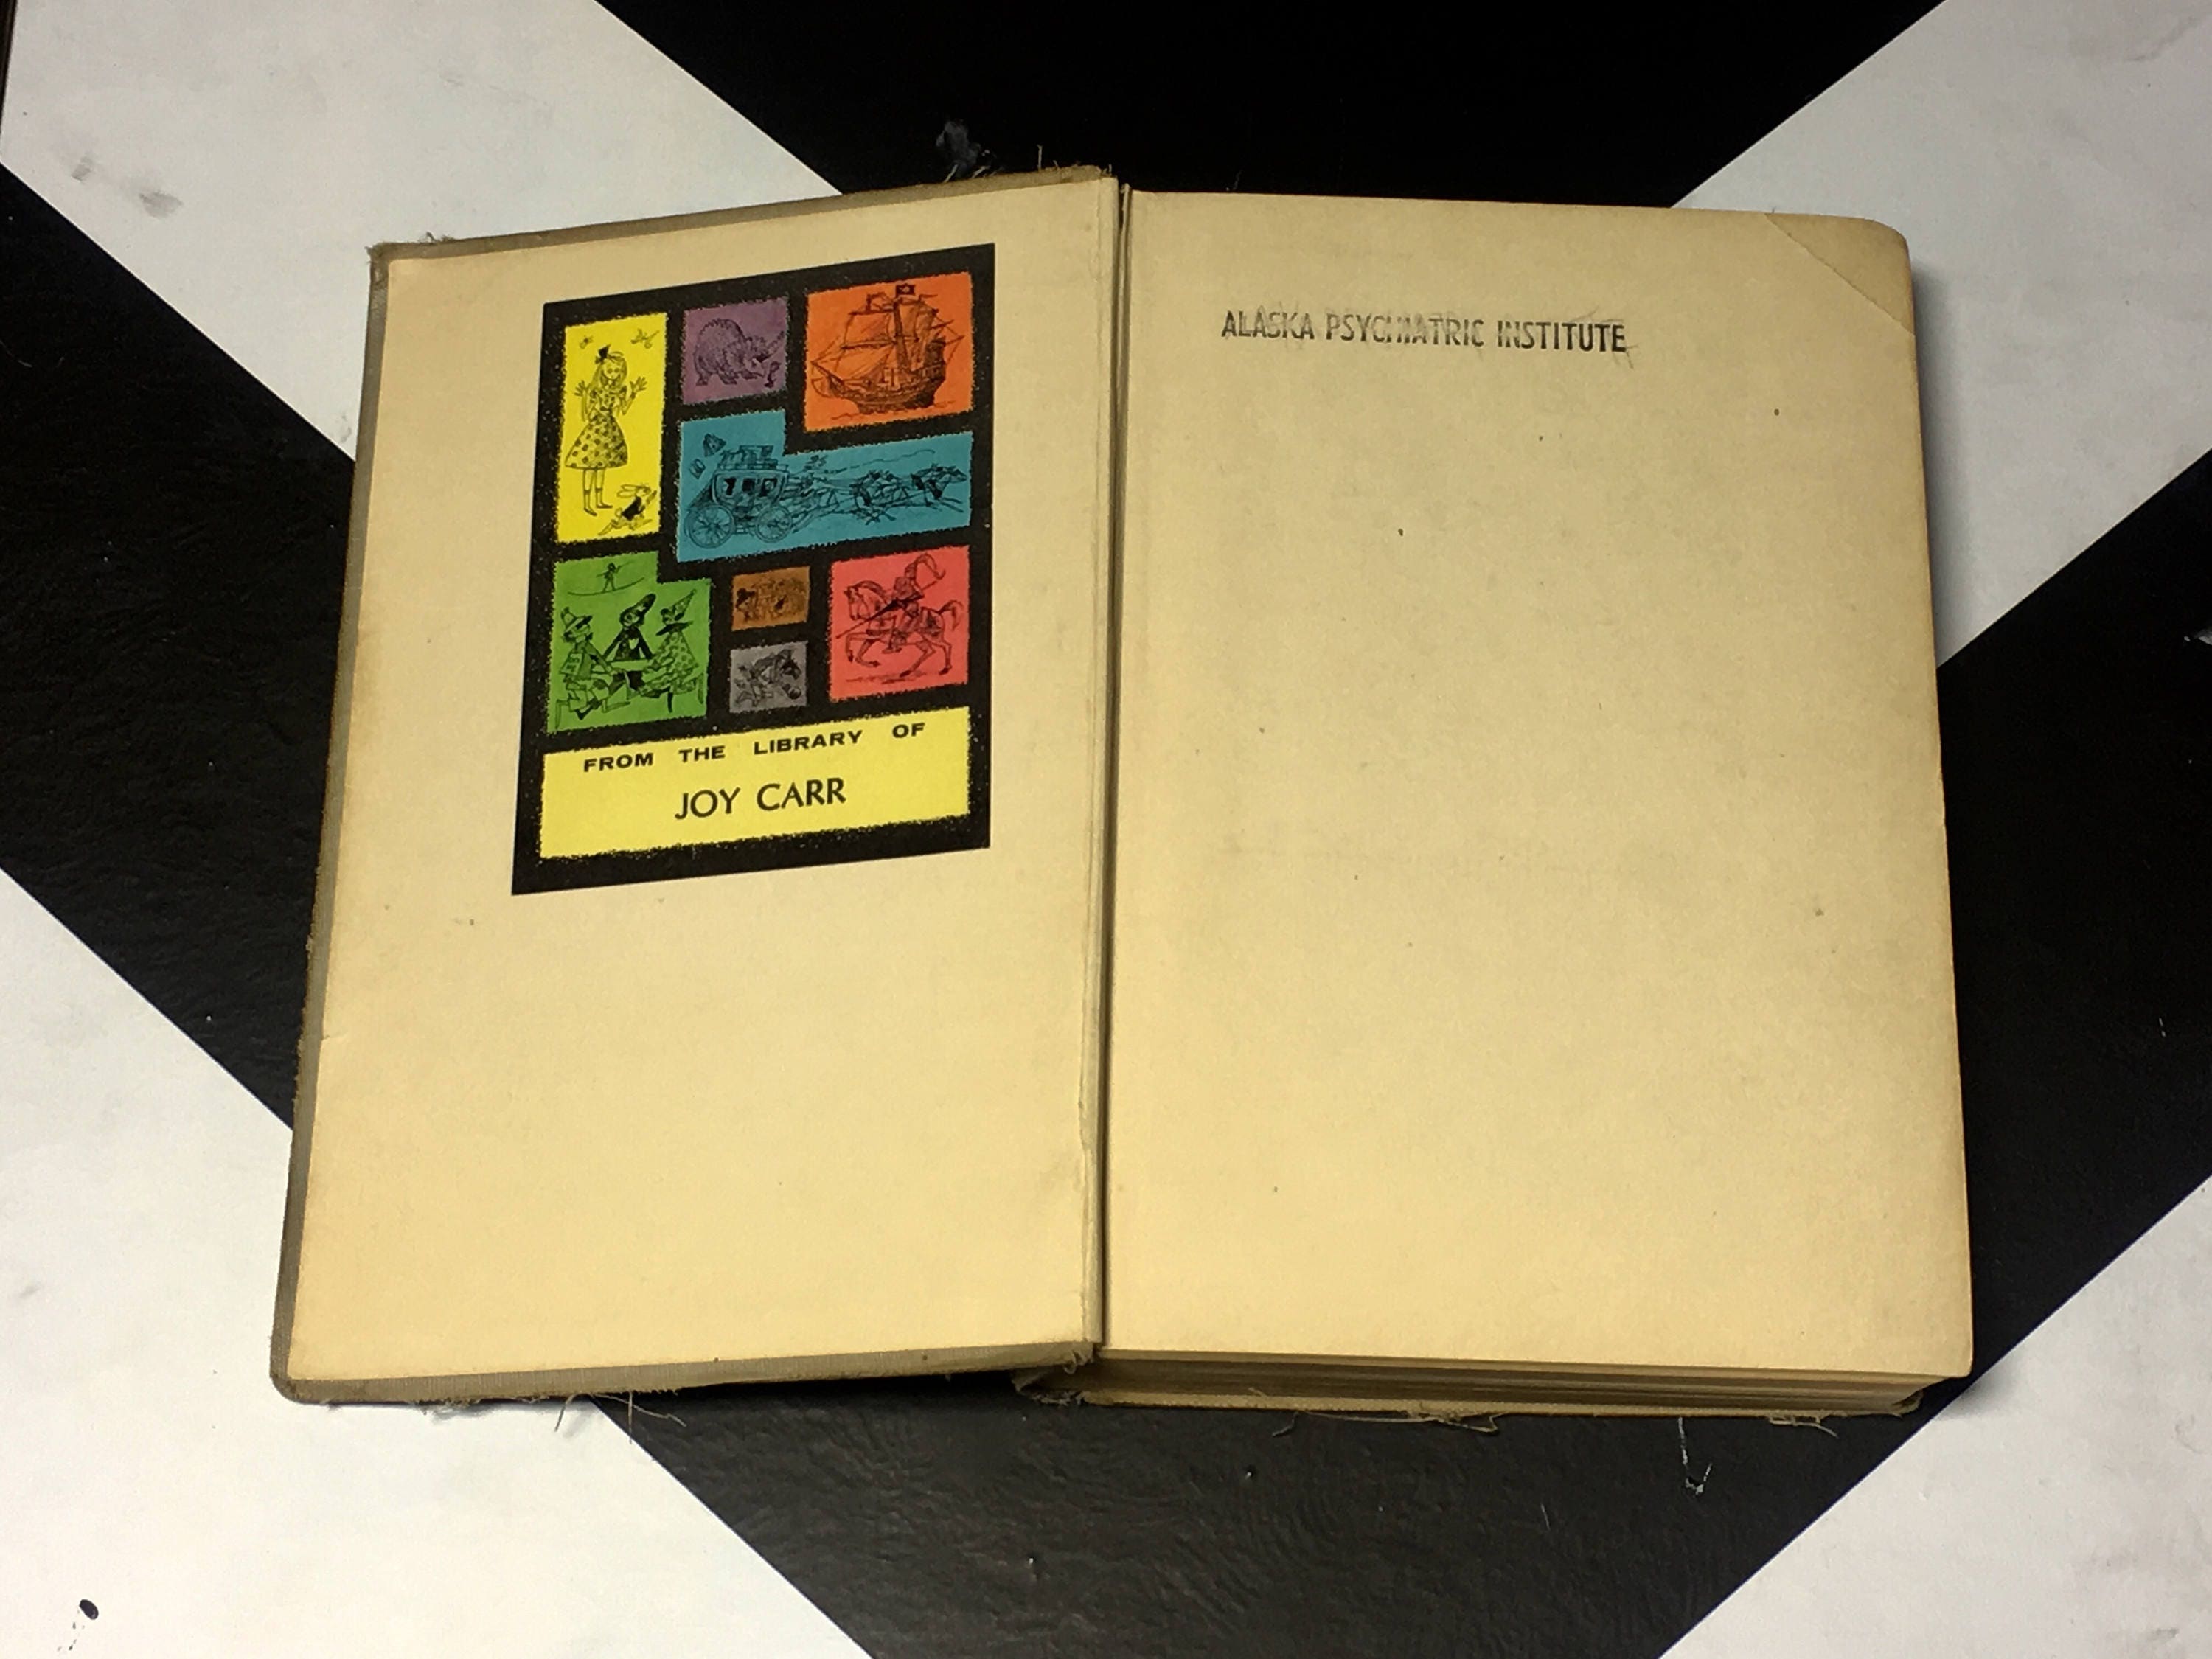 FROM THE LIBRARY OF
JOY CARR
ALASKA PSYCHIATRIC INSTITUTE